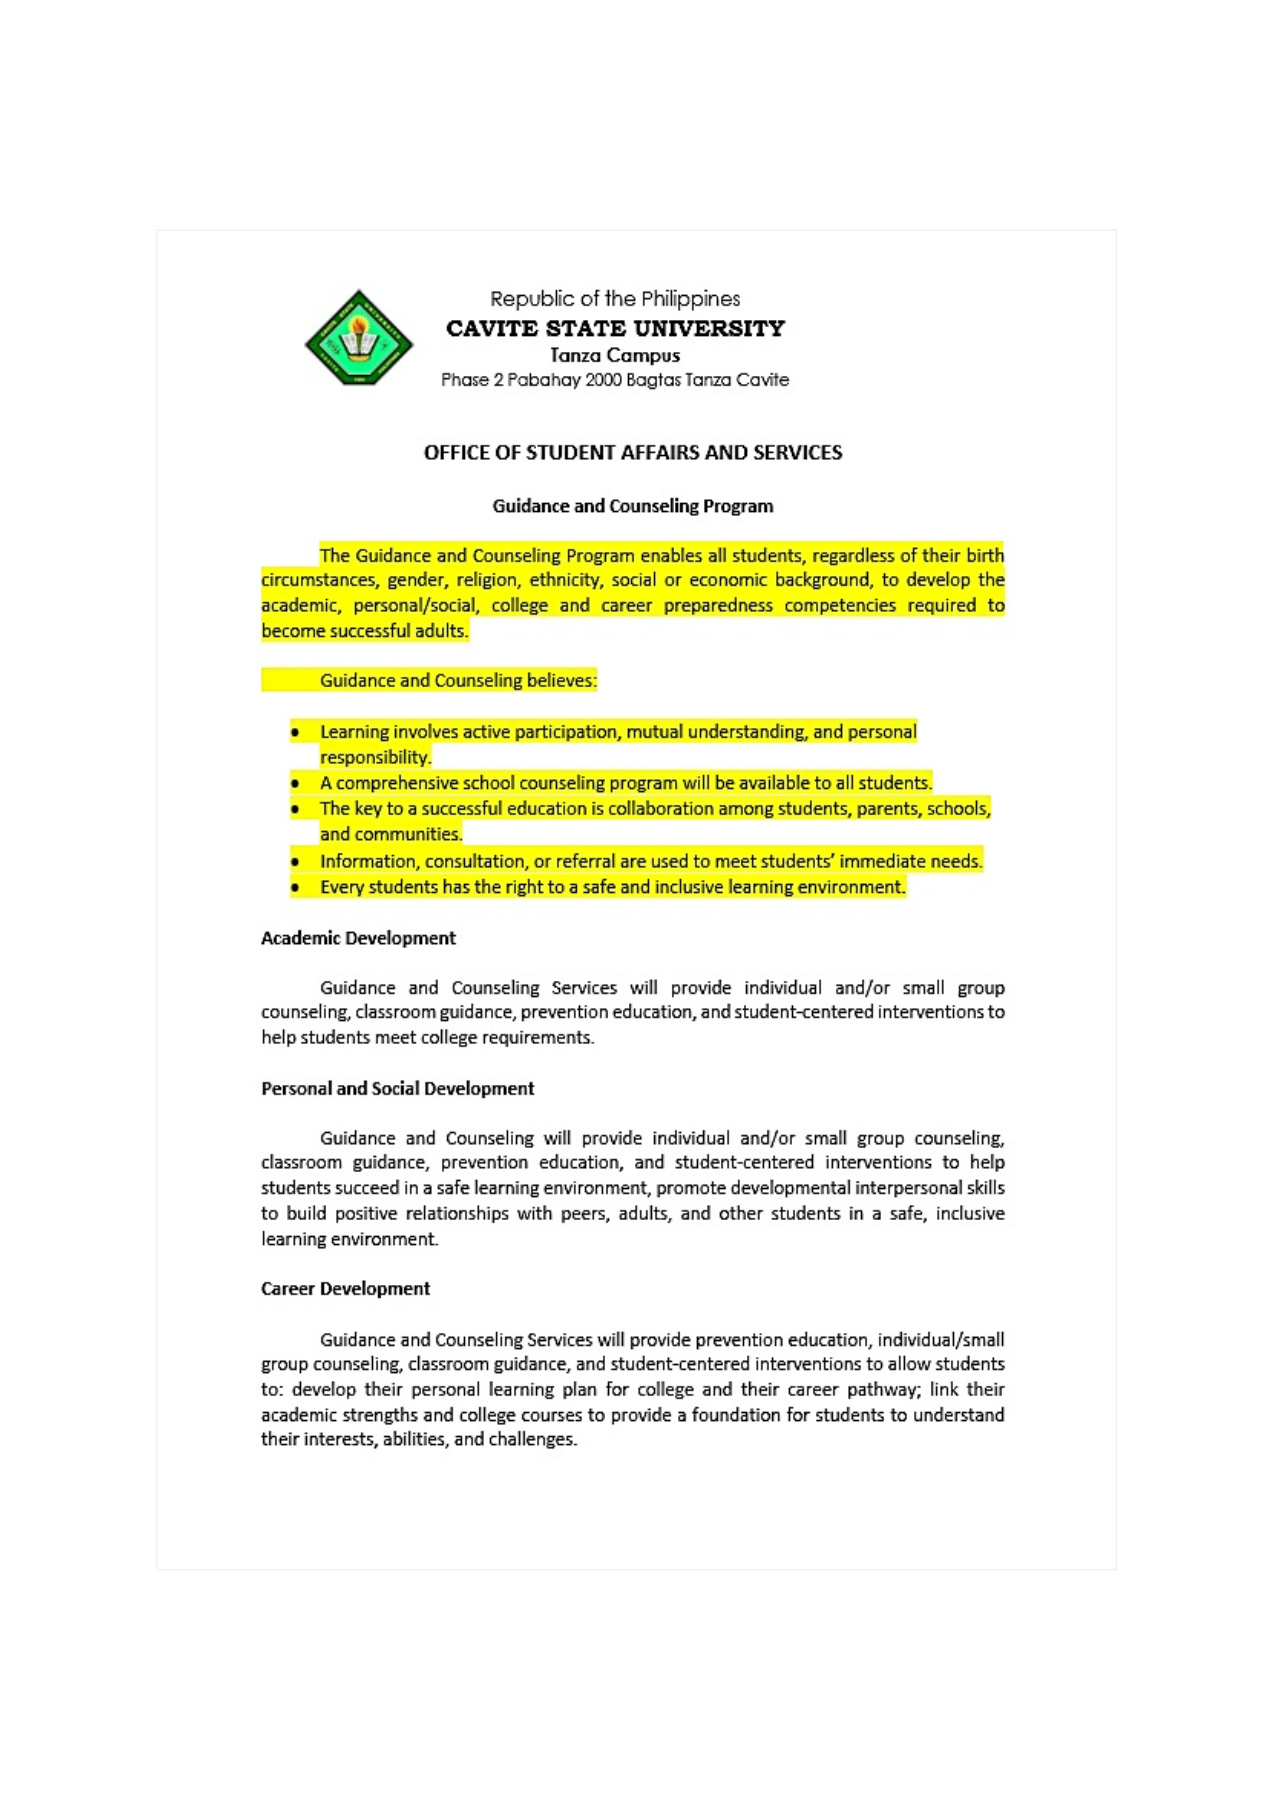 Republic of the Philippines
CAVITE STATE UNIVERSITY
Tanza Campus
Phase 2 Pabahay 2000 Bagtas Tanza Cavite
OFFICE OF STUDENT AFFAIRS AND SERVICES
Guidance and Counseling Program
The Guidance and Counseling Program enables all students, regardless of their birth
circumstances, gender, religion, ethnicity, social or economic background, to develop the
academic, personal/social, college and career preparedness competencies required to
become successful adults.
Guidance and Counseling believes:
• Learning involves active participation, mutual understanding, and personal
responsibility.
• A comprehensive school counseling program will be available to all students.
• The key to a successful education is collaboration among students, parents, schools,
and communities.
• Information, consultation, or referral are used to meet students’ immediate needs.
• Every students has the right to a safe and inclusive learning environment.
Academic Development
Guidance and Counseling Services will provide individual and/or small group
counseling, classroom guidance, prevention education, and student-centered interventions to
help students meet college requirements.
Personal and Social Development
Guidance and Counseling will provide individual and/or small group counseling,
classroom guidance, prevention education, and student-centered interventions to help
students succeed in a safe learning environment, promote developmental interpersonal skills
to build positive relationships with peers, adults, and other students in a safe, inclusive
learning environment.
Career Development
Guidance and Counseling Services will provide prevention education, individual/small
group counseling, classroom guidance, and student-centered interventions to allow students
to: develop their personal learning plan for college and their career pathway; link their
academic strengths and college courses to provide a foundation for students to understand
their interests, abilities, and challenges.